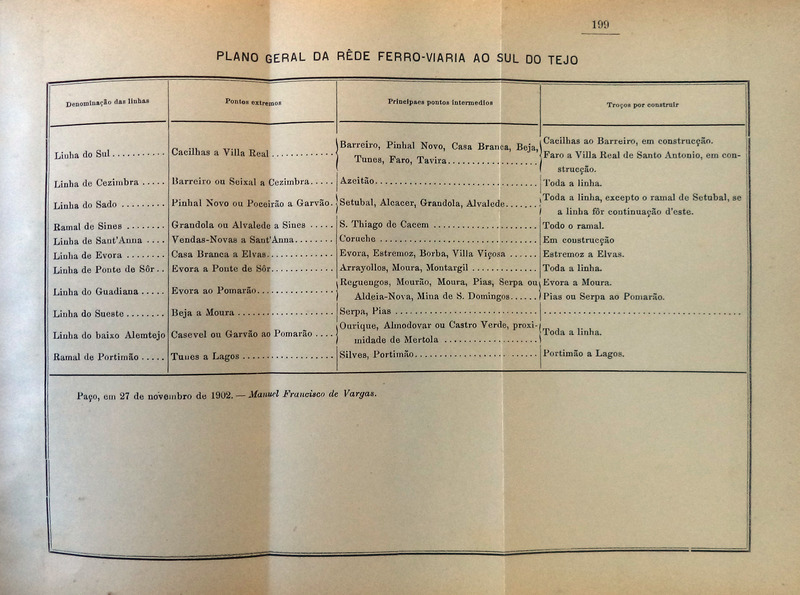 199
PLANO GERAL DA RÊDE FERRO-VIARIA AO SUL DO TEJO
Denominação das linhas | Pontos extremos | Principaes pontos intermedios | Troços por construir
Linha do Sul . . . . . . . . . . . | Cacilhas a Villa Real . . . . . . . . . . . . | Barreiro, Pinhal Novo, Casa Branca, Beja, | Cacilhas ao Barreiro, em construcção.
Tunes, Faro, Tavira . . . . . . . . . . . . . . . . | Faro a Villa Real de Santo Antonio, em con-
strucção.
Linha de Cezimbra . . . . . | Barreiro ou Seixal a Cezimbra . . . . . | Azeitão . . . . . . . . . . . . . . . . . . . . . . . . . . . . . | Toda a linha.
Linha do Sado . . . . . . . . . | Pinhal Novo ou Poceirão a Garvão. | Setubal, Alcacer, Grandola, Alvalede . . . . . . . | Toda a linha, excepto o ramal de Setubal, se
a linha fôr continuação d'este.
Ramal de Sines . . . . . . . . | Grandola ou Alvalede a Sines . . . . . | S. Thiago de Cacem . . . . . . . . . . . . . . . . . . . | Todo o ramal.
Linha de Sant'Anna . . . . | Vendas-Novas a Sant'Anna . . . . . . . . | Coruche . . . . . . . . . . . . . . . . . . . . . . . . . . . . | Em construcção
Linha de Evora . . . . . . . . | Casa Branca a Elvas . . . . . . . . . . . . . | Evora, Estremoz, Borba, Villa Viçosa . . . . . . | Estremoz a Elvas.
Linha de Ponte de Sôr . . | Evora a Ponte de Sôr . . . . . . . . . . . . | Arrayollos, Moura, Montargil . . . . . . . . . . . . | Toda a linha.
Linha do Guadiana . . . . . | Evora ao Pomarão . . . . . . . . . . . . . . . | Reguengos, Mourão, Moura, Pias, Serpa ou | Evora a Moura.
Aldeia-Nova, Mina de S. Domingos . . . . . . | Pias ou Serpa ao Pomarão.
Linha do Sueste . . . . . . . . | Beja a Moura . . . . . . . . . . . . . . . . . . . | Serpa, Pias . . . . . . . . . . . . . . . . . . . . . . . . . . | . . . . . . . . . . . . . . . . . . . . . . . . . . . . . . . . . . .
Linha do baixo Alemtejo | Casevel ou Garvão ao Pomarão . . . . | Ourique, Almodovar ou Castro Verde, proxi-
midade de Mertola . . . . . . . . . . . . . . . . . | Toda a linha.
Ramal de Portimão . . . . . | Tunes a Lagos . . . . . . . . . . . . . . . . . . | Silves, Portimão . . . . . . . . . . . . . . . . . . . . . . | Portimão a Lagos.
Paço, em 27 de novembro de 1902. — Manuel Francisco de Vargas.